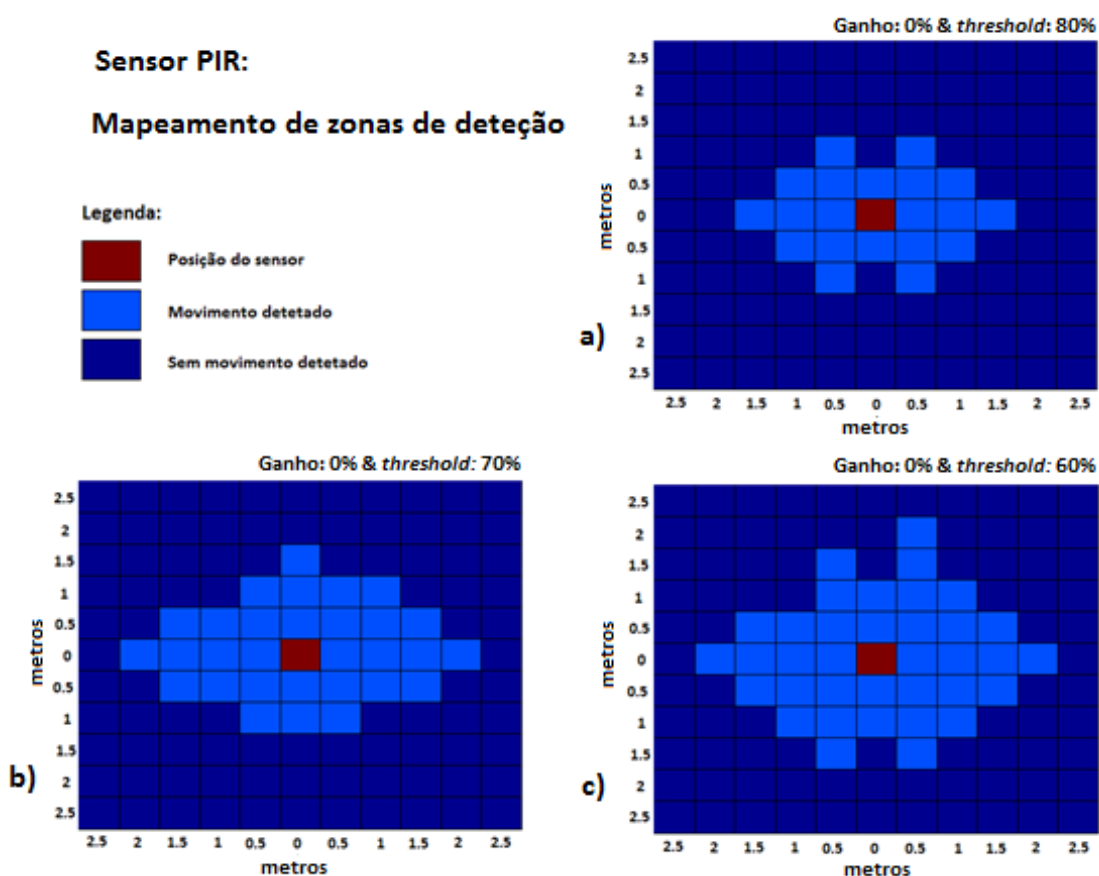 Sensor PIR:
Mapeamento de zonas de deteção
Legenda:
Posição do sensor
Movimento detetado
Sem movimento detetado
Ganho: 0% & threshold: 80%
2.5
2
1.5
1
0.5
0
0.5
1
1.5
2
2.5
metros
a)
2.5 2 1.5 1 0.5 0 0.5 1 1.5 2 2.5
metros
Ganho: 0% & threshold: 70%
2.5
2
1.5
1
0.5
0
0.5
1
1.5
2
2.5
metros
b)
2.5 2 1.5 1 0.5 0 0.5 1 1.5 2 2.5
metros
Ganho: 0% & threshold: 60%
2.5
2
1.5
1
0.5
0
0.5
1
1.5
2
2.5
metros
c)
2.5 2 1.5 1 0.5 0 0.5 1 1.5 2 2.5
metros